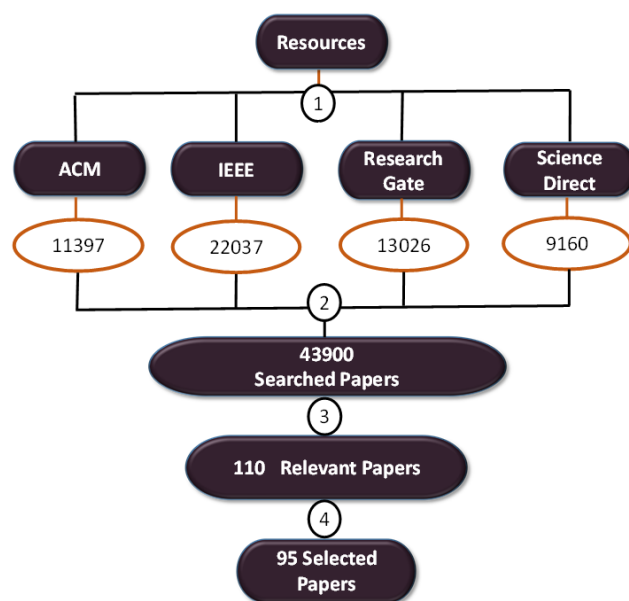 Resources
1
ACM
IEEE
Research
Gate
Science
Direct
11397
22037
13026
9160
2
43900
Searched Papers
3
110 Relevant Papers
4
95 Selected
Papers